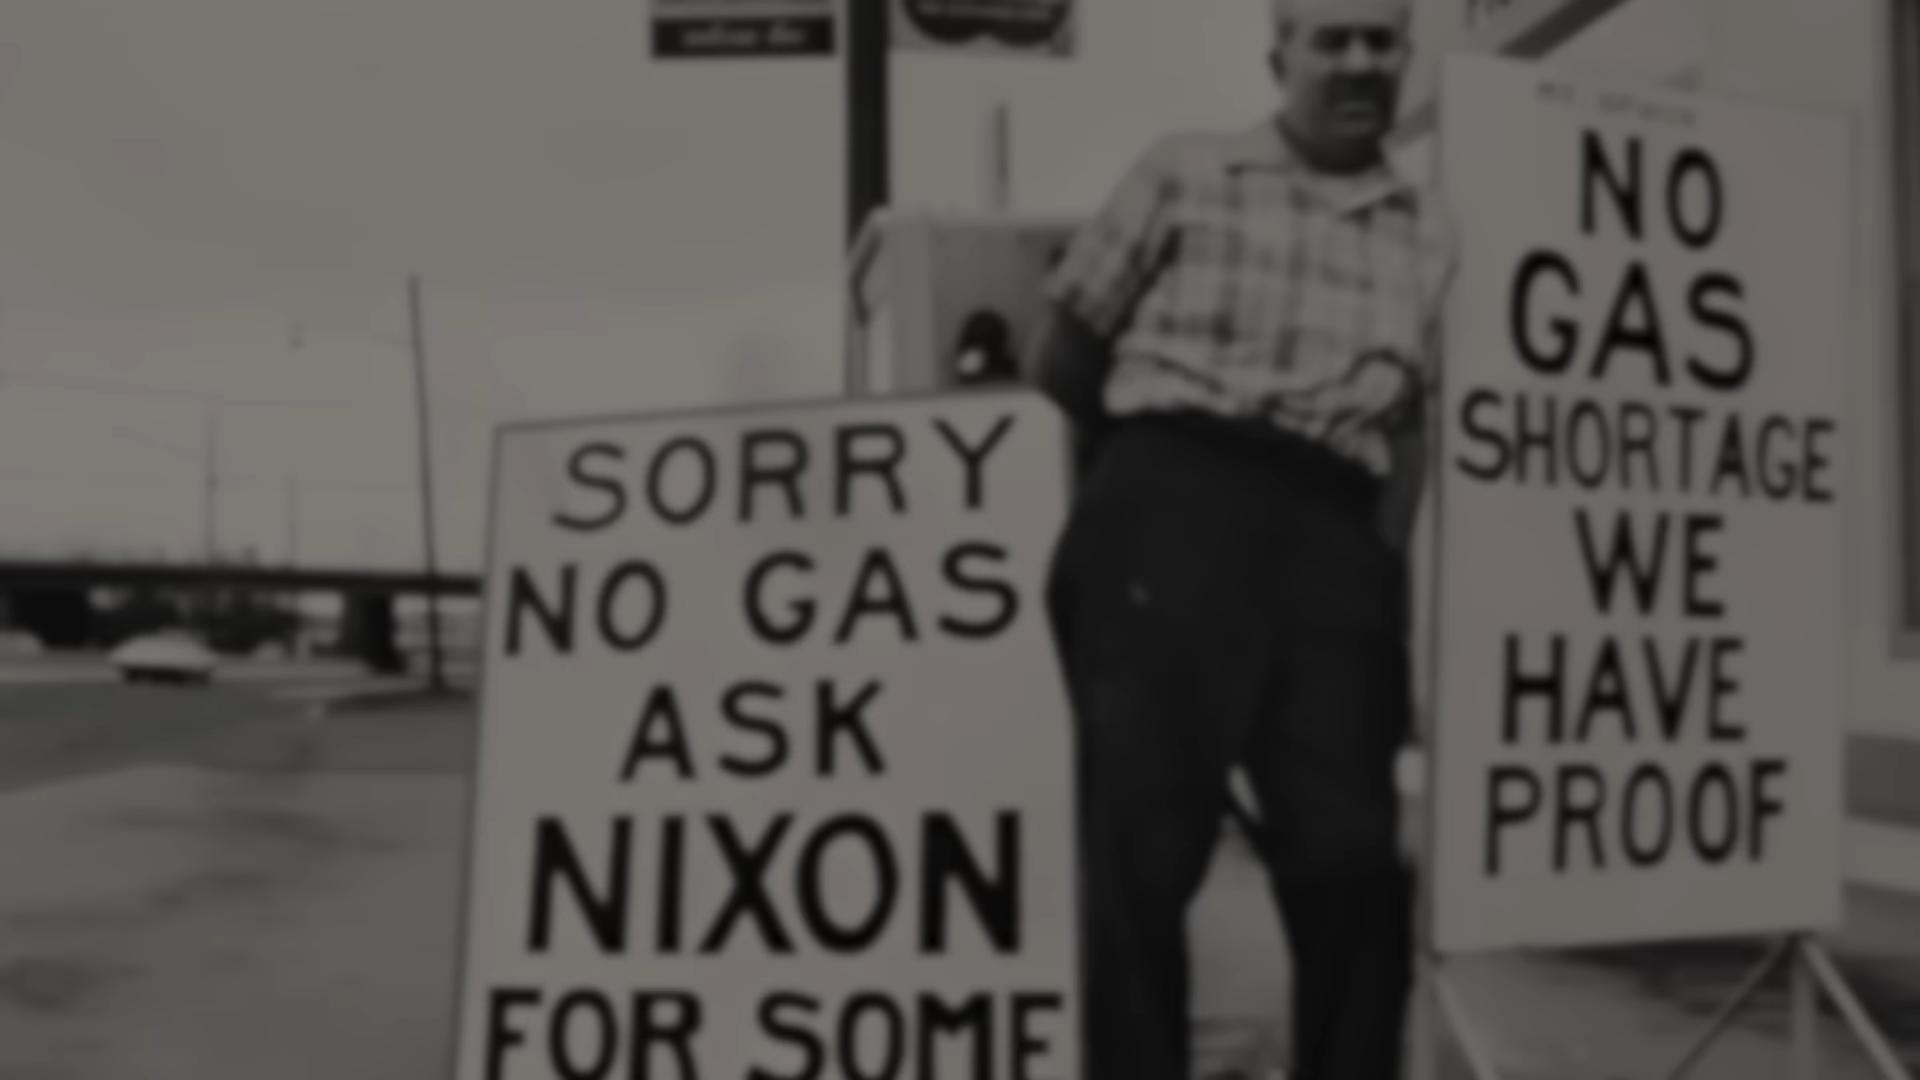 SORRY
NO GAS
ASK
NIXON
FOR SOME
NO
GAS
SHORTAGE
WE
HAVE
PROOF